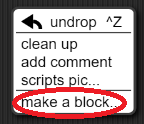 undrop ^Z
clean up
add comment
scripts pic...
make a block...